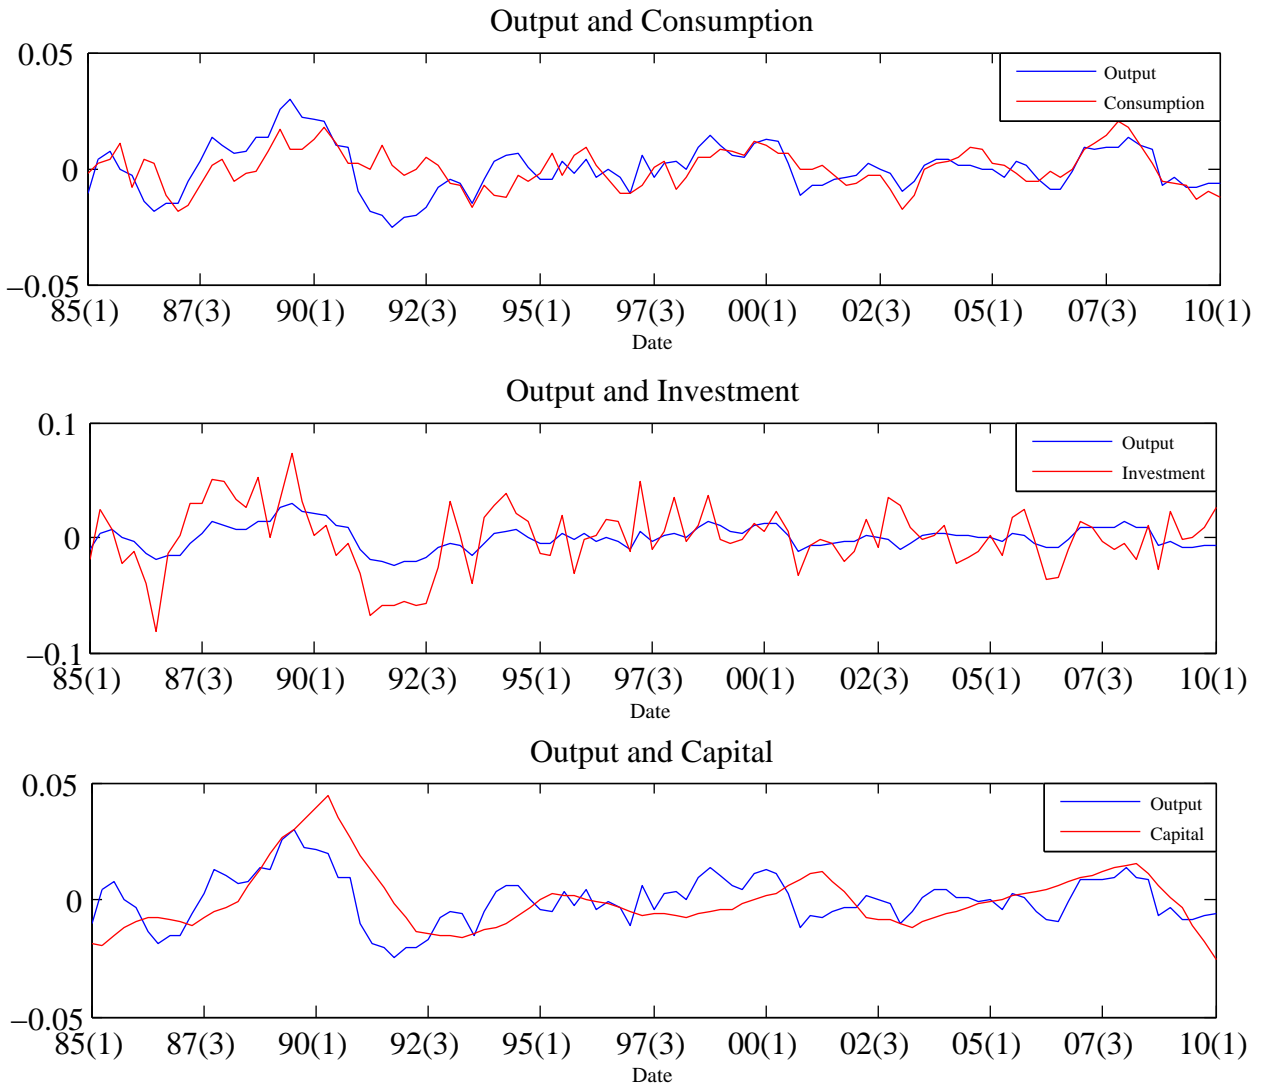 Output and Consumption
0.05
Output
Consumption
0
−0.05
85(1) 87(3) 90(1) 92(3) 95(1) 97(3) 00(1) 02(3) 05(1) 07(3) 10(1)
Date
Output and Investment
0.1
Output
Investment
0
−0.1
85(1) 87(3) 90(1) 92(3) 95(1) 97(3) 00(1) 02(3) 05(1) 07(3) 10(1)
Date
Output and Capital
0.05
Output
Capital
0
−0.05
85(1) 87(3) 90(1) 92(3) 95(1) 97(3) 00(1) 02(3) 05(1) 07(3) 10(1)
Date